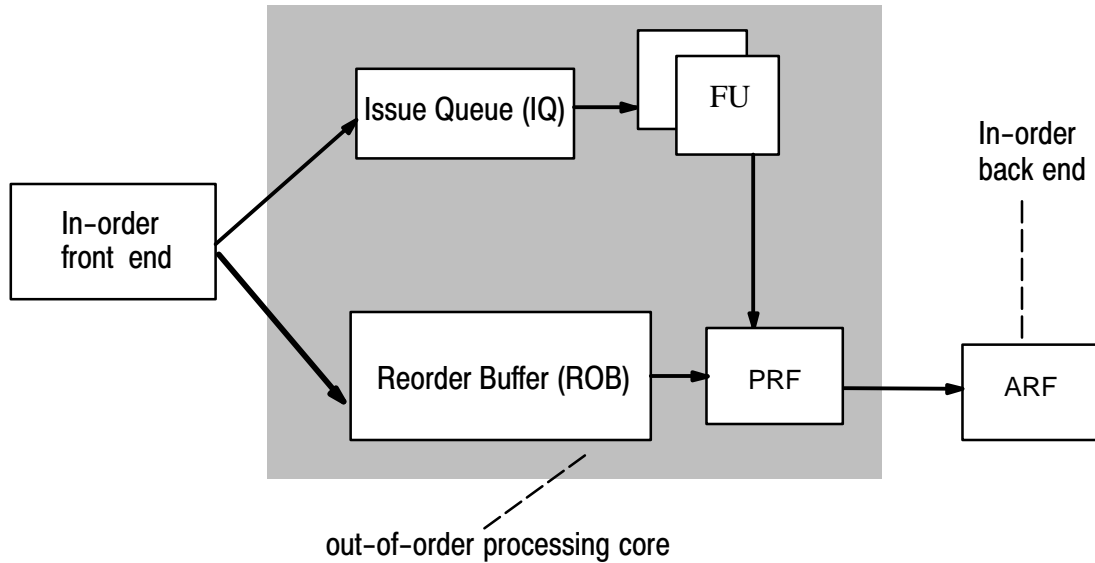 Issue Queue (IQ)
FU
In-order
back end
In-order
front end
Reorder Buffer (ROB)
PRF
ARF
out-of-order processing core